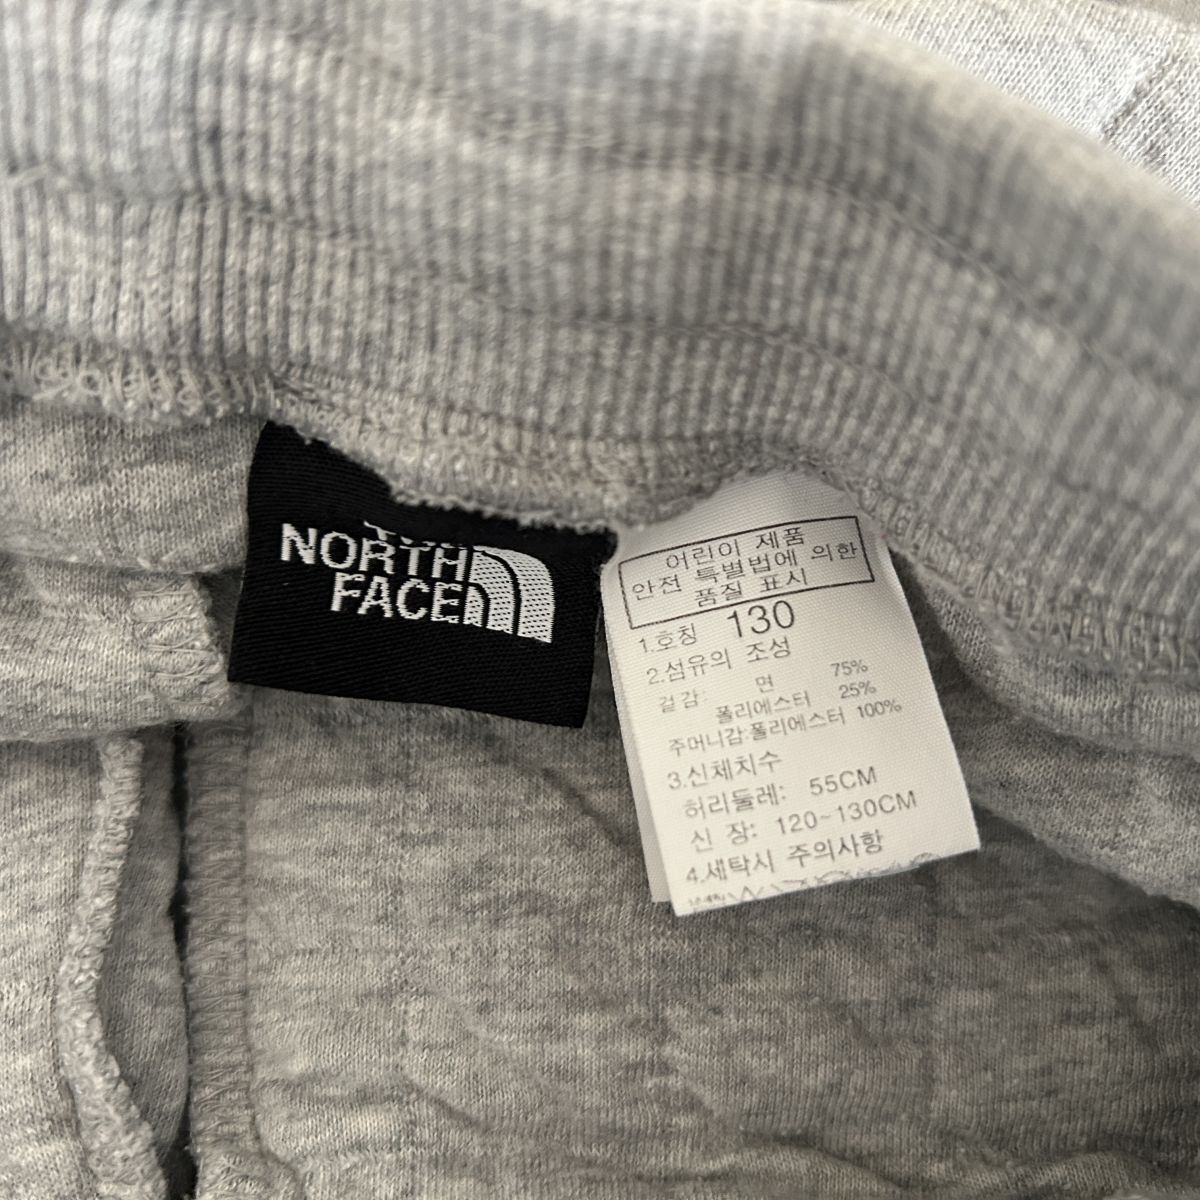 NORTH
FACE
어린이 제품
안전 특별법에 의한
품질 표시
1.호칭 130
2.섬유의 조성
겉감: 면 75%
폴리에스터 25%
주머니감:폴리에스터 100%
3.신체치수
허리둘레: 55CM
신 장: 120~130CM
4.세탁시 주의사항